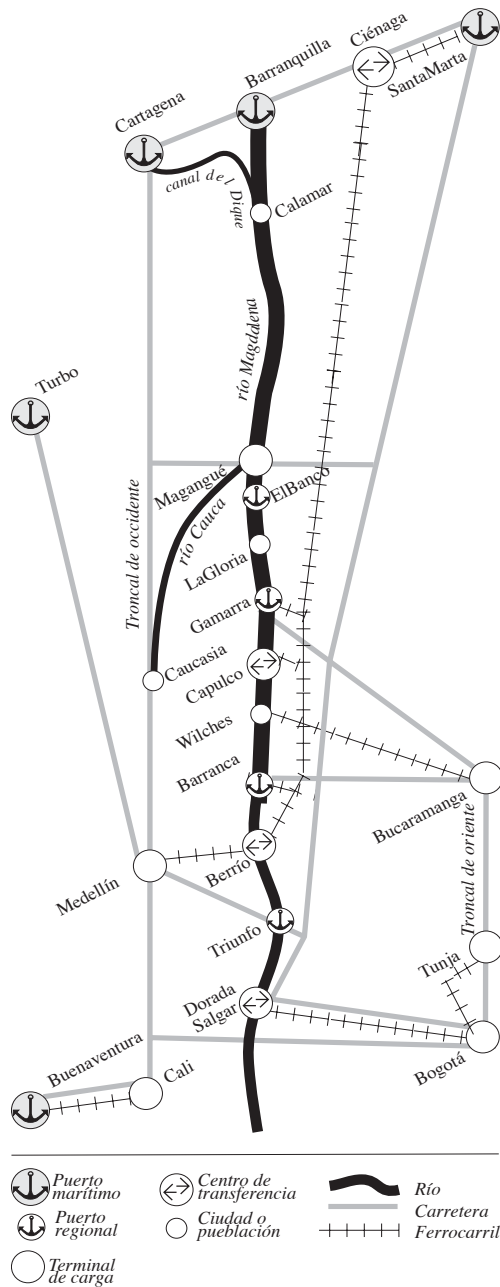 Ciénaga
SantaMarta
Barranquilla
Cartagena
canal del Dique
Calamar
río Magdalena
Turbo
Magangué
ElBanco
río Cauca
Troncal de occidente
LaGloria
Gamarra
Caucasia
Capulco
Wilches
Barranca
Bucaramanga
Berrío
Medellín
Troncal de oriente
Triunfo
Tunja
Dorada
Salgar
Buenaventura
Bogotá
Cali
Puerto
marítimo
Centro de
transferencia
Río
Puerto
regional
Ciudad o
pueblación
Carretera
Ferrocarril
Terminal
de carga